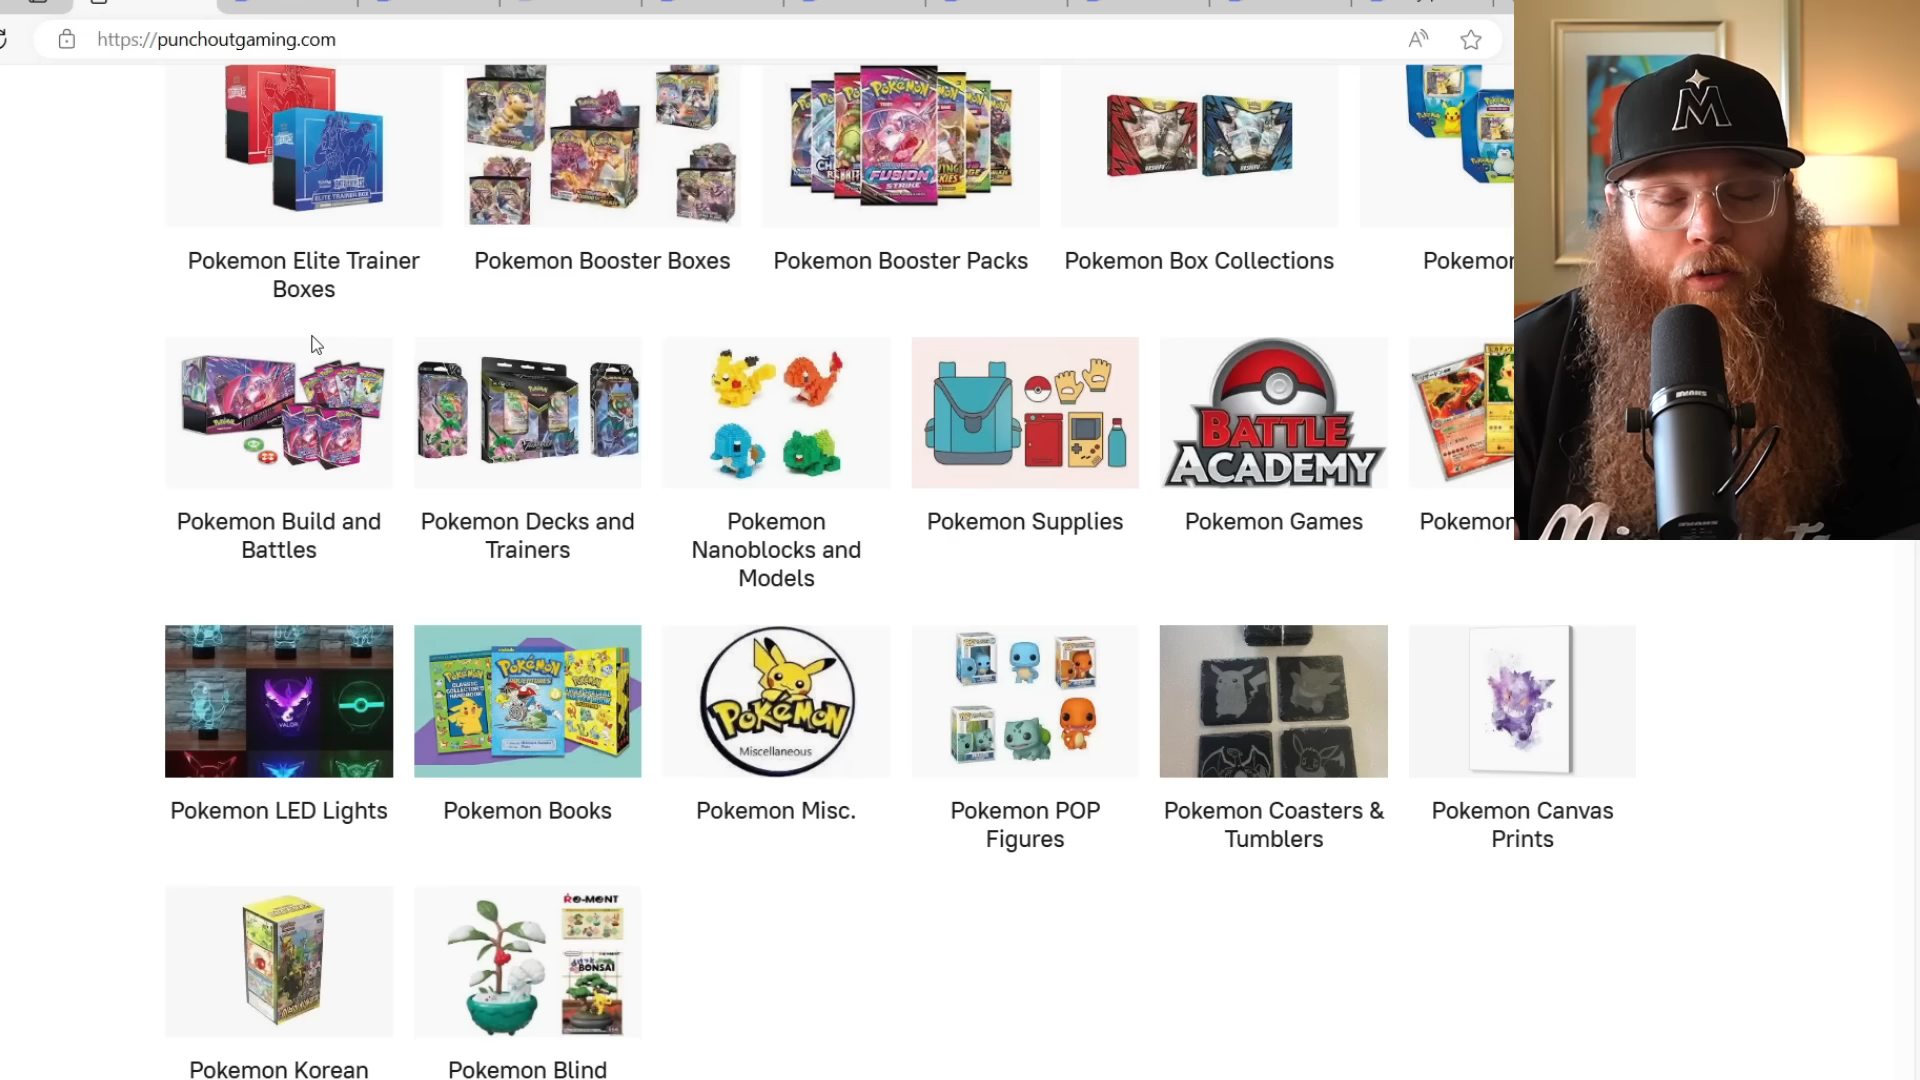 https://punchoutgaming.com
Pokemon Elite Trainer
Boxes
Pokemon Booster Boxes
Pokemon Booster Packs
Pokemon Box Collections
FUSION
STRIKE
Pokemon Build and
Battles
Pokemon Decks and
Trainers
Pokemon
Nanoblocks and
Models
Pokemon Supplies
BATTLE
ACADEMY
Pokemon Games
M
VALOR
Pokémon
Miscellaneous
RE-MENT
BONSAI
Pokemon LED Lights
Pokemon Books
Pokemon Misc.
Pokemon POP
Figures
Pokemon Coasters &
Tumblers
Pokemon Canvas
Prints
Pokemon Korean
Pokemon Blind